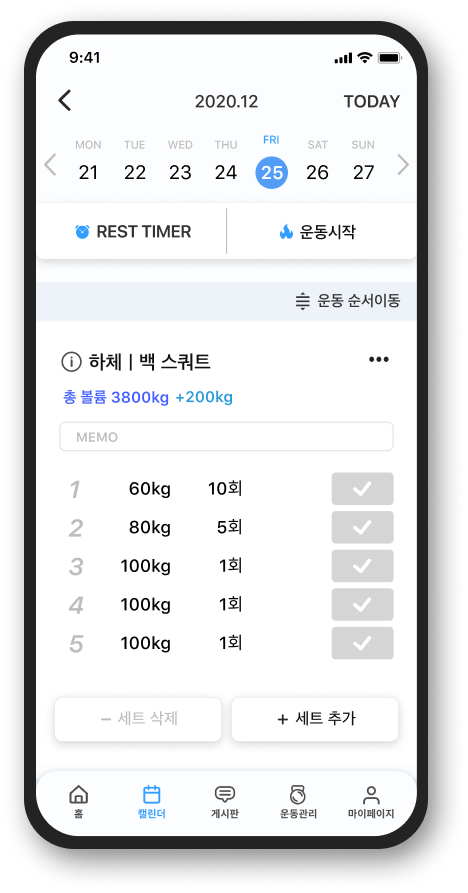 9:41
2020.12 TODAY
MON TUE WED THU FRI SAT SUN
21 22 23 24 25 26 27
REST TIMER 운동시작
운동 순서이동
하체 | 백 스쿼트
총 볼륨 3800kg +200kg
MEMO
1 60kg 10회
2 80kg 5회
3 100kg 1회
4 100kg 1회
5 100kg 1회
− 세트 삭제 + 세트 추가
홈 캘린더 게시판 운동관리 마이페이지